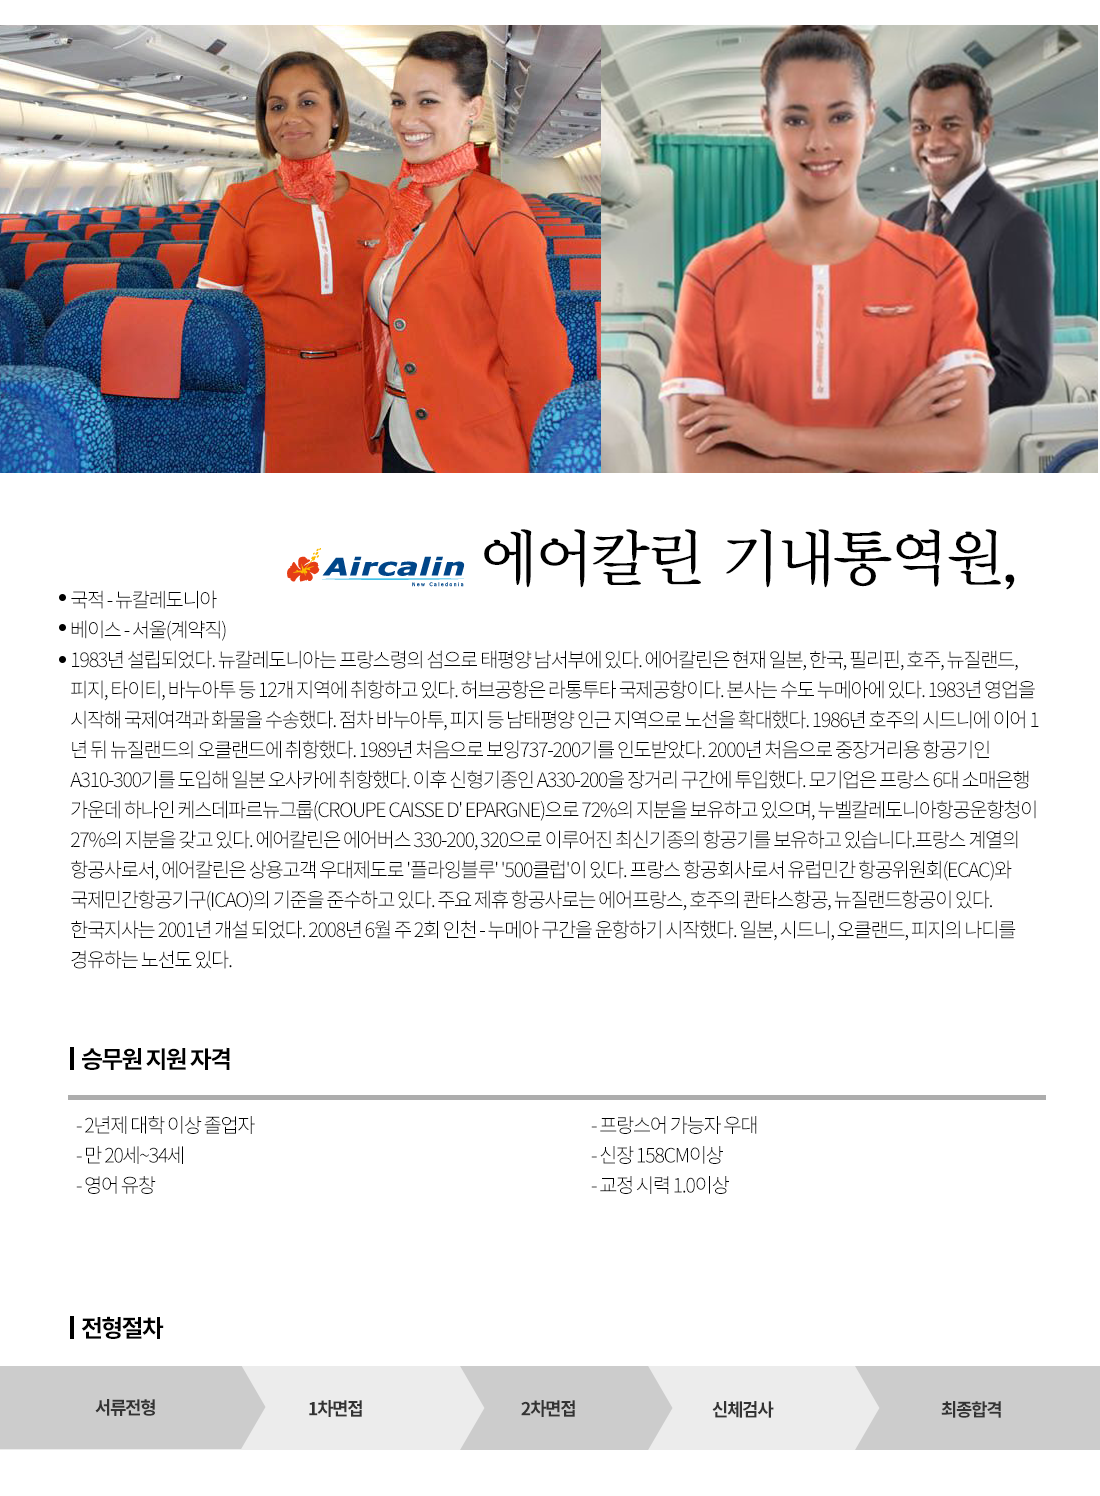 Aircalin
New Caledonia
에어칼린 기내통역원,
● 국적 - 뉴칼레도니아
● 베이스 - 서울(계약직)
● 1983년 설립되었다. 뉴칼레도니아는 프랑스령의 섬으로 태평양 남서부에 있다. 에어칼린은 현재 일본, 한국, 필리핀, 호주, 뉴질랜드,
피지, 타이티, 바누아투 등 12개 지역에 취항하고 있다. 허브공항은 라통투타 국제공항이다. 본사는 수도 누메아에 있다. 1983년 영업을
시작해 국제여객과 화물을 수송했다. 점차 바누아투, 피지 등 남태평양 인근 지역으로 노선을 확대했다. 1986년 호주의 시드니에 이어 1
년 뒤 뉴질랜드의 오클랜드에 취항했다. 1989년 처음으로 보잉737-200기를 인도받았다. 2000년 처음으로 중장거리용 항공기인
A310-300기를 도입해 일본 오사카에 취항했다. 이후 신형기종인 A330-200을 장거리 구간에 투입했다. 모기업은 프랑스 6대 소매은행
가운데 하나인 케스데파르뉴그룹(CROUPE CAISSE D' EPARGNE)으로 72%의 지분을 보유하고 있으며, 누벨칼레도니아항공운항청이
27%의 지분을 갖고 있다. 에어칼린은 에어버스 330-200, 320으로 이루어진 최신기종의 항공기를 보유하고 있습니다.프랑스 계열의
항공사로서, 에어칼린은 상용고객 우대제도로 '플라잉블루' '500클럽'이 있다. 프랑스 항공회사로서 유럽민간 항공위원회(ECAC)와
국제민간항공기구(ICAO)의 기준을 준수하고 있다. 주요 제휴 항공사로는 에어프랑스, 호주의 콴타스항공, 뉴질랜드항공이 있다.
한국지사는 2001년 개설 되었다. 2008년 6월 주 2회 인천 - 누메아 구간을 운항하기 시작했다. 일본, 시드니, 오클랜드, 피지의 나디를
경유하는 노선도 있다.
승무원 지원 자격
- 2년제 대학 이상 졸업자
- 만 20세~34세
- 영어 유창
- 프랑스어 가능자 우대
- 신장 158CM이상
- 교정 시력 1.0이상
전형절차
서류전형
1차면접
2차면접
신체검사
최종합격